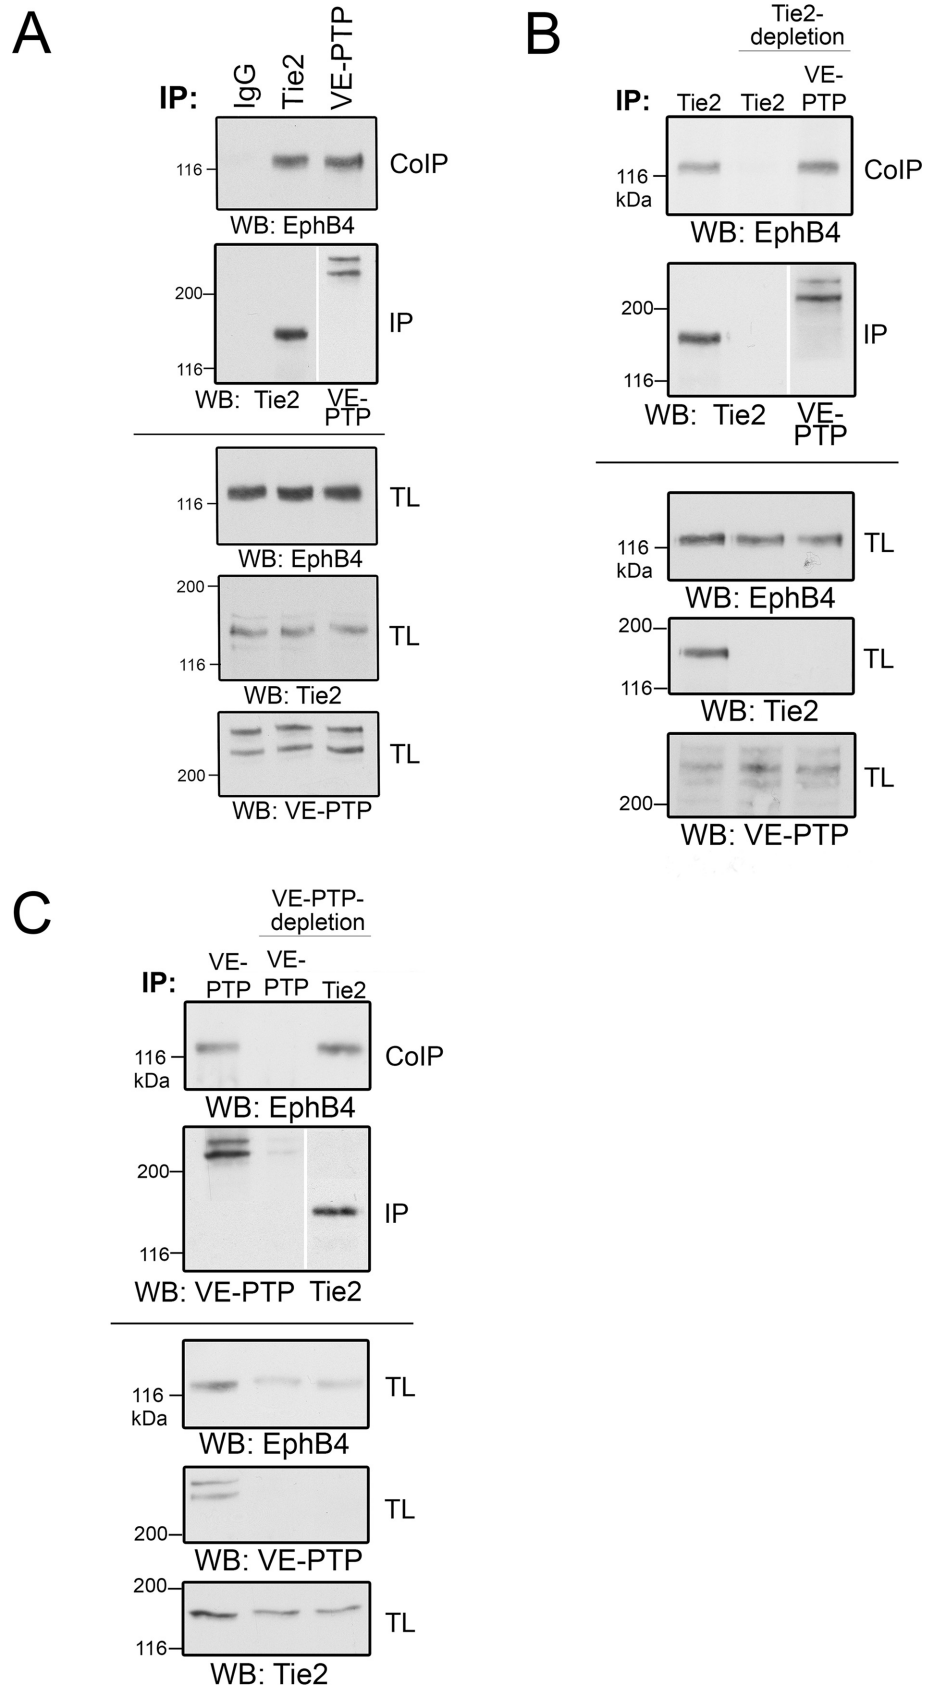 A
IP:
IgG
Tie2
VE-PTP
116
CoIP
WB: EphB4
200
116
IP
WB: Tie2
VE-
PTP
116
TL
WB: EphB4
200
116
TL
WB: Tie2
200
TL
WB: VE-PTP
B
Tie2-
depletion
IP:
Tie2
Tie2
VE-
PTP
116
kDa
CoIP
WB: EphB4
200
116
IP
WB: Tie2
VE-
PTP
116
kDa
TL
WB: EphB4
200
116
TL
WB: Tie2
200
TL
WB: VE-PTP
C
VE-PTP-
depletion
IP:
VE-
PTP
VE-
PTP
Tie2
116
kDa
CoIP
WB: EphB4
200
116
IP
WB: VE-PTP Tie2
116
kDa
TL
WB: EphB4
200
TL
WB: VE-PTP
200
116
TL
WB: Tie2